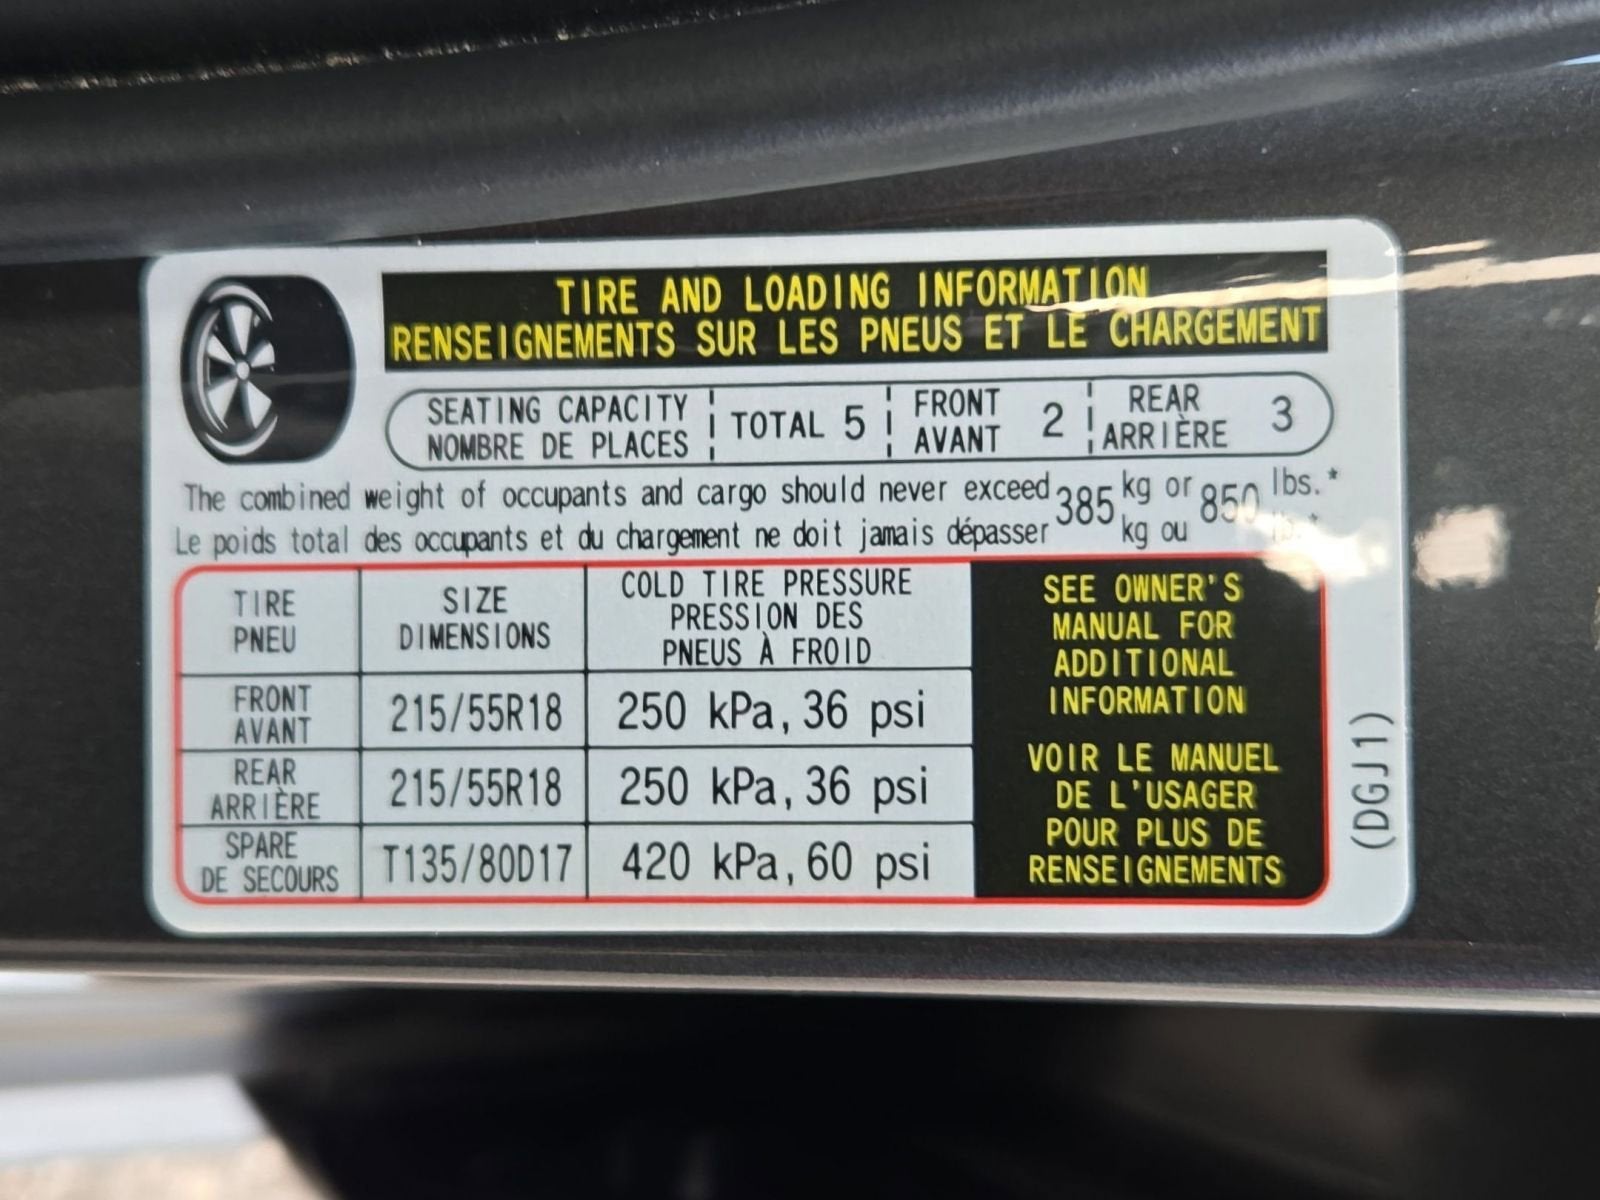 TIRE AND LOADING INFORMATION
RENSEIGNEMENTS SUR LES PNEUS ET LE CHARGEMENT
SEATING CAPACITY
NOMBRE DE PLACES
TOTAL 5
FRONT
AVANT
2
REAR
ARRIÈRE
3
The combined weight of occupants and cargo should never exceed 385 kg or 850 lbs.*
Le poids total des occupants et du chargement ne doit jamais dépasser kg ou lb.*
TIRE
PNEU
SIZE
DIMENSIONS
COLD TIRE PRESSURE
PRESSION DES
PNEUS À FROID
FRONT
AVANT
215/55R18
250 kPa, 36 psi
REAR
ARRIÈRE
215/55R18
250 kPa, 36 psi
SPARE
DE SECOURS
T135/80D17
420 kPa, 60 psi
SEE OWNER'S
MANUAL FOR
ADDITIONAL
INFORMATION
VOIR LE MANUEL
DE L'USAGER
POUR PLUS DE
RENSEIGNEMENTS
(DGJ1)